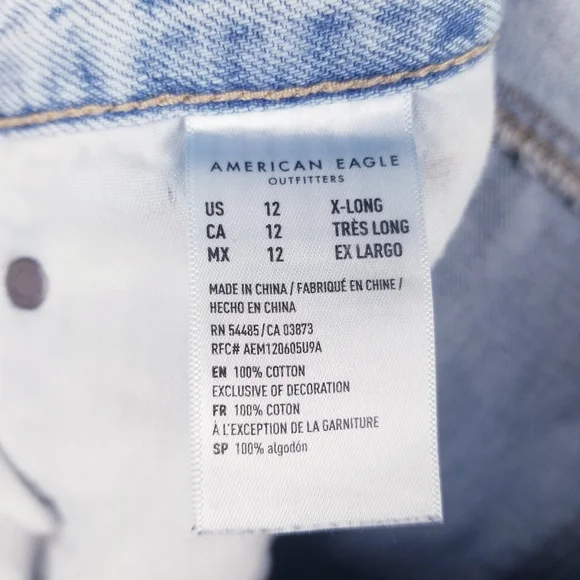 AMERICAN EAGLE
OUTFITTERS
US 12 X-LONG
CA 12 TRÈS LONG
MX 12 EX LARGO
MADE IN CHINA / FABRIQUÉ EN CHINE /
HECHO EN CHINA
RN 54485/CA 03873
RFC# AEM120605U9A
EN 100% COTTON
EXCLUSIVE OF DECORATION
FR 100% COTON
À L'EXCEPTION DE LA GARNITURE
SP 100% algodón